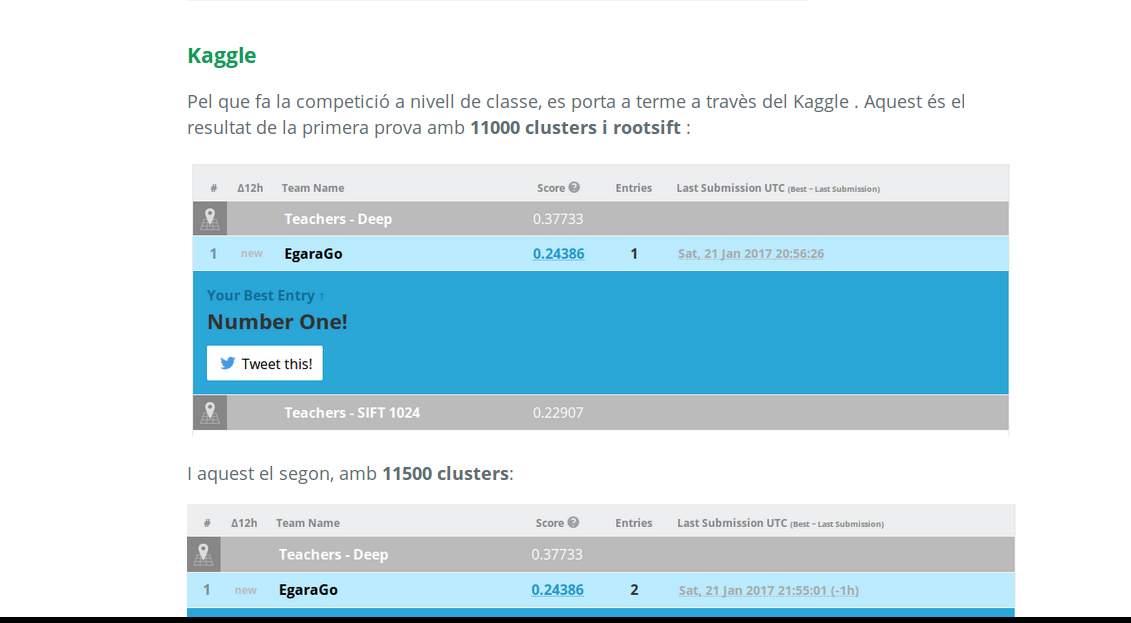 Kaggle
Pel que fa la competició a nivell de classe, es porta a terme a travès del Kaggle . Aquest és el
resultat de la primera prova amb 11000 clusters i rootsift :
# Δ12h Team Name Score ? Entries Last Submission UTC (Best − Last Submission)
Teachers - Deep 0.37733
1 new EgaraGo 0.24386 1 Sat, 21 Jan 2017 20:56:26
Your Best Entry ↑
Number One!
Tweet this!
Teachers - SIFT 1024 0.22907
I aquest el segon, amb 11500 clusters:
# Δ12h Team Name Score ? Entries Last Submission UTC (Best − Last Submission)
Teachers - Deep 0.37733
1 new EgaraGo 0.24386 2 Sat, 21 Jan 2017 21:55:01 (-1h)